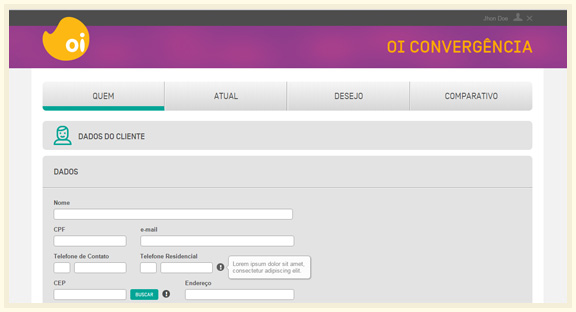 Jhon Doe
oi
OI CONVERGÊNCIA
QUEM ATUAL DESEJO COMPARATIVO
DADOS DO CLIENTE
DADOS
Nome
CPF e-mail
Telefone de Contato Telefone Residencial
Lorem ipsum dolor sit amet,
consectetur adipiscing elit.
CEP Endereço
BUSCAR